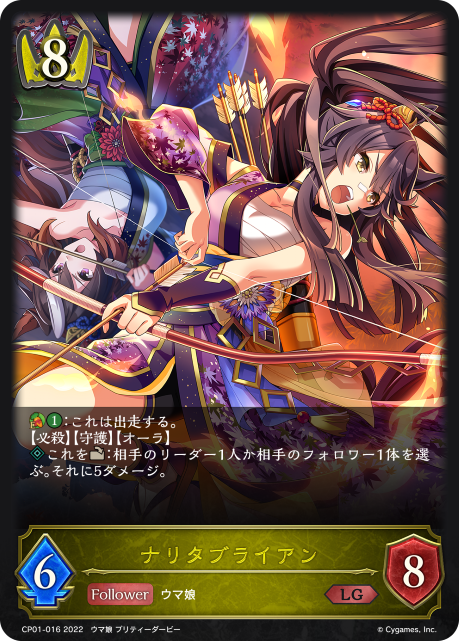 8
1:これは出走する。
【必殺】【守護】【オーラ】
これを:相手のリーダー1人か相手のフォロワー1体を選
ぶ。それに5ダメージ。
ナリタブライアン
6
Follower ウマ娘
LG
8
CP01-016 2022 ウマ娘 プリティーダービー
© Cygames, Inc.